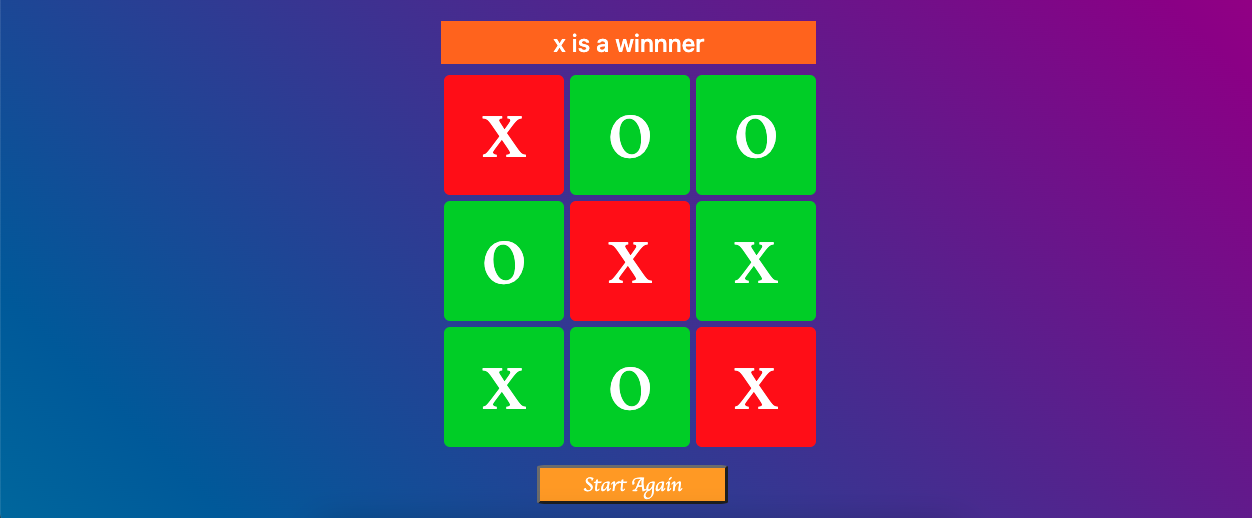 x is a winnner
X O O
O X X
X O X
Start Again